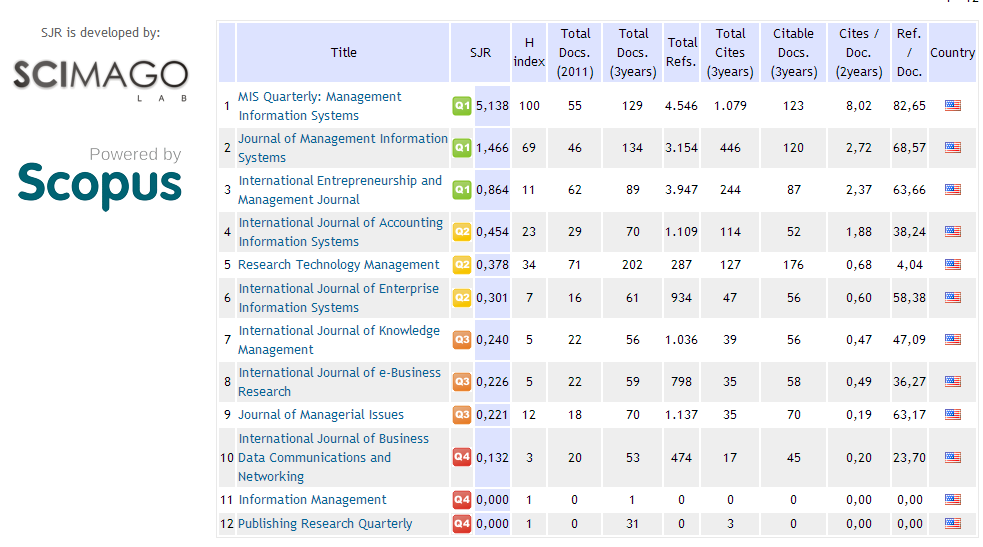 SJR is developed by:
SCIMAGO
LAB
Powered by
Scopus
Title SJR H index Total Docs. (2011) Total Docs. (3years) Total Refs. Total Cites (3years) Citable Docs. (3years) Cites / Doc. (2years) Ref. / Doc. Country
1 MIS Quarterly: Management Information Systems Q1 5,138 100 55 129 4.546 1.079 123 8,02 82,65
2 Journal of Management Information Systems Q1 1,466 69 46 134 3.154 446 120 2,72 68,57
3 International Entrepreneurship and Management Journal Q1 0,864 11 62 89 3.947 244 87 2,37 63,66
4 International Journal of Accounting Information Systems Q2 0,454 23 29 70 1.109 114 52 1,88 38,24
5 Research Technology Management Q2 0,378 34 71 202 287 127 176 0,68 4,04
6 International Journal of Enterprise Information Systems Q2 0,301 7 16 61 934 47 56 0,60 58,38
7 International Journal of Knowledge Management Q3 0,240 5 22 56 1.036 39 56 0,47 47,09
8 International Journal of e-Business Research Q3 0,226 5 22 59 798 35 58 0,49 36,27
9 Journal of Managerial Issues Q3 0,221 12 18 70 1.137 35 70 0,19 63,17
10 International Journal of Business Data Communications and Networking Q4 0,132 3 20 53 474 17 45 0,20 23,70
11 Information Management Q4 0,000 1 0 1 0 0 0 0,00 0,00
12 Publishing Research Quarterly Q4 0,000 1 0 31 0 3 0 0,00 0,00